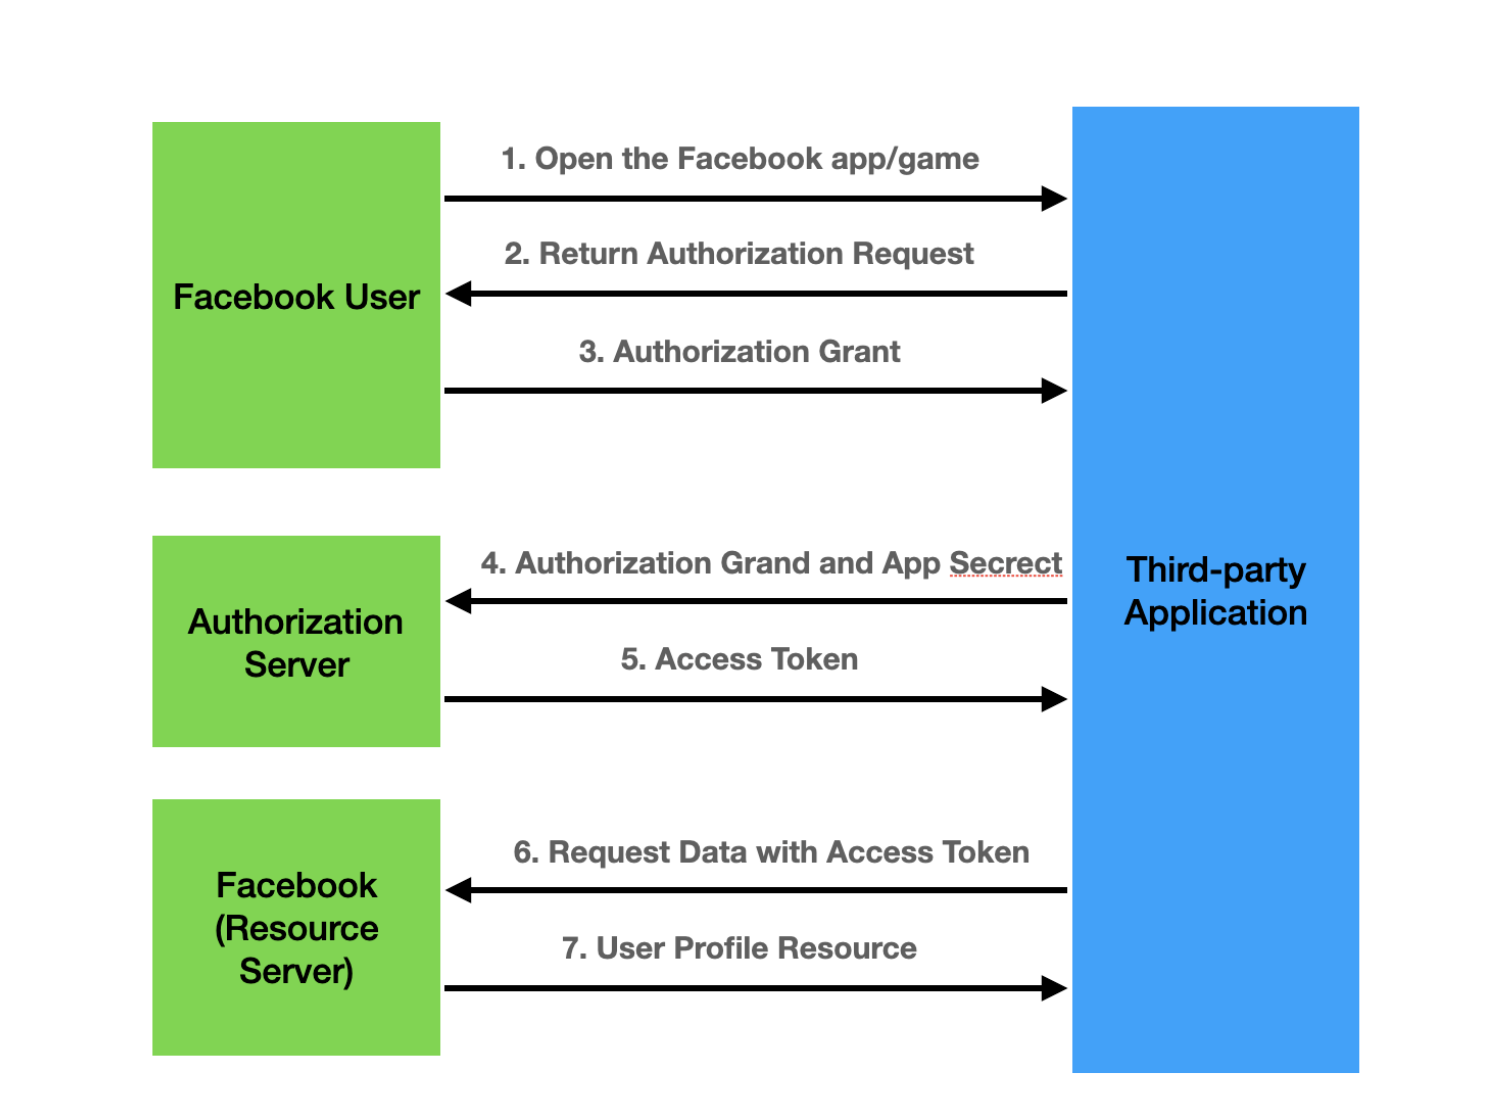 1. Open the Facebook app/game
2. Return Authorization Request
Facebook User
3. Authorization Grant
4. Authorization Grand and App Secrect
Third-party
Application
Authorization
Server
5. Access Token
6. Request Data with Access Token
Facebook
(Resource
Server)
7. User Profile Resource